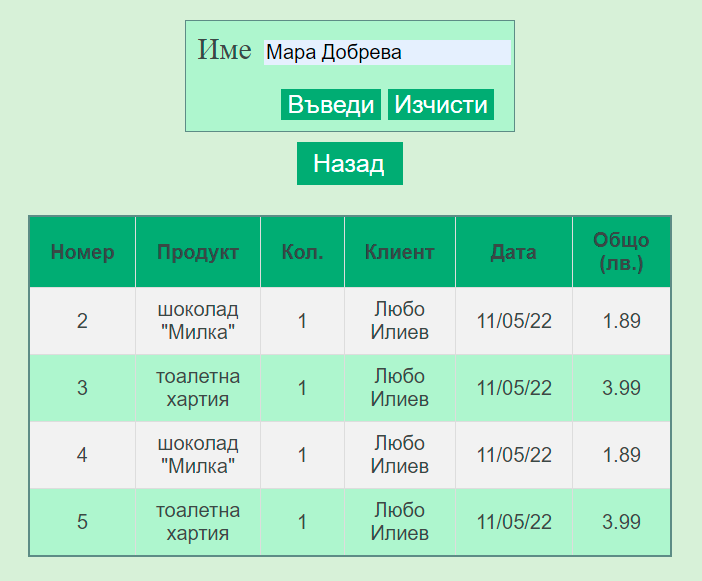 Име Мара Добрева
Въведи Изчисти
Назад
Номер Продукт Кол. Клиент Дата Общо (лв.)
2 шоколад "Милка" 1 Любо Илиев 11/05/22 1.89
3 тоалетна хартия 1 Любо Илиев 11/05/22 3.99
4 шоколад "Милка" 1 Любо Илиев 11/05/22 1.89
5 тоалетна хартия 1 Любо Илиев 11/05/22 3.99